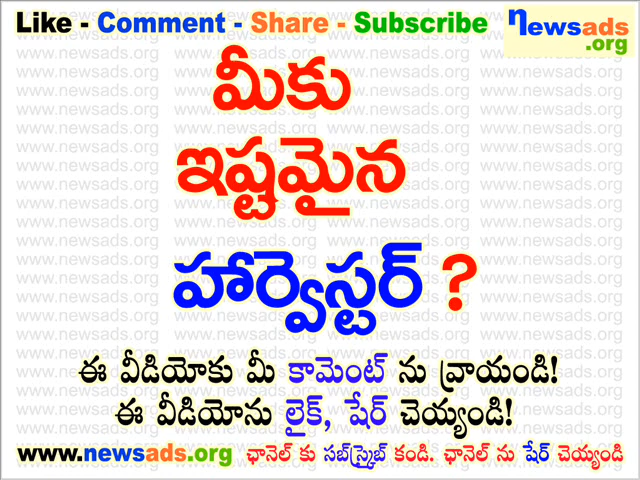 Like - Comment - Share - Subscribe
newsads
.org
మీకు
ఇష్టమైన
హార్వెస్టర్ ?
ఈ వీడియోకు మీ కామెంట్ ను వ్రాయండి!
ఈ వీడియోను లైక్, షేర్ చెయ్యండి!
www.newsads.org ఛానెల్ కు సబ్‌స్క్రైబ్ కండి. ఛానెల్ ను షేర్ చెయ్యండి